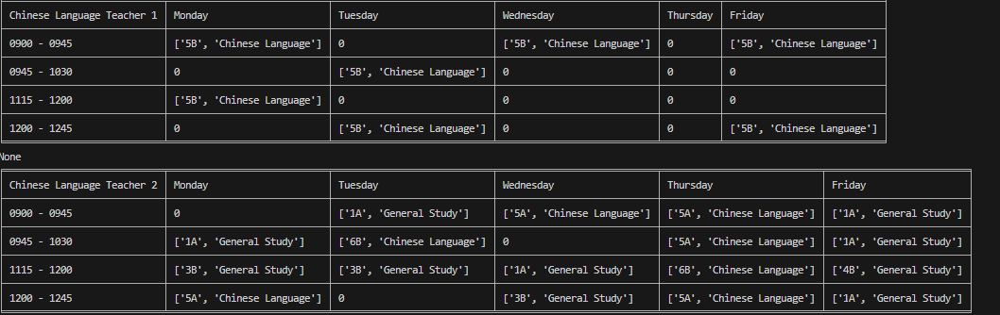 Chinese Language Teacher 1 Monday Tuesday Wednesday Thursday Friday
0900 - 0945 ['5B', 'Chinese Language'] 0 ['5B', 'Chinese Language'] 0 ['5B', 'Chinese Language']
0945 - 1030 0 ['5B', 'Chinese Language'] 0 0 0
1115 - 1200 ['5B', 'Chinese Language'] 0 0 0 0
1200 - 1245 0 ['5B', 'Chinese Language'] 0 0 ['5B', 'Chinese Language']
None
Chinese Language Teacher 2 Monday Tuesday Wednesday Thursday Friday
0900 - 0945 0 ['1A', 'General Study'] ['5A', 'Chinese Language'] ['5A', 'Chinese Language'] ['1A', 'General Study']
0945 - 1030 ['1A', 'General Study'] ['6B', 'Chinese Language'] 0 ['5A', 'Chinese Language'] ['1A', 'General Study']
1115 - 1200 ['3B', 'General Study'] ['3B', 'General Study'] ['1A', 'General Study'] ['6B', 'Chinese Language'] ['4B', 'General Study']
1200 - 1245 ['5A', 'Chinese Language'] 0 ['3B', 'General Study'] ['5A', 'Chinese Language'] ['1A', 'General Study']